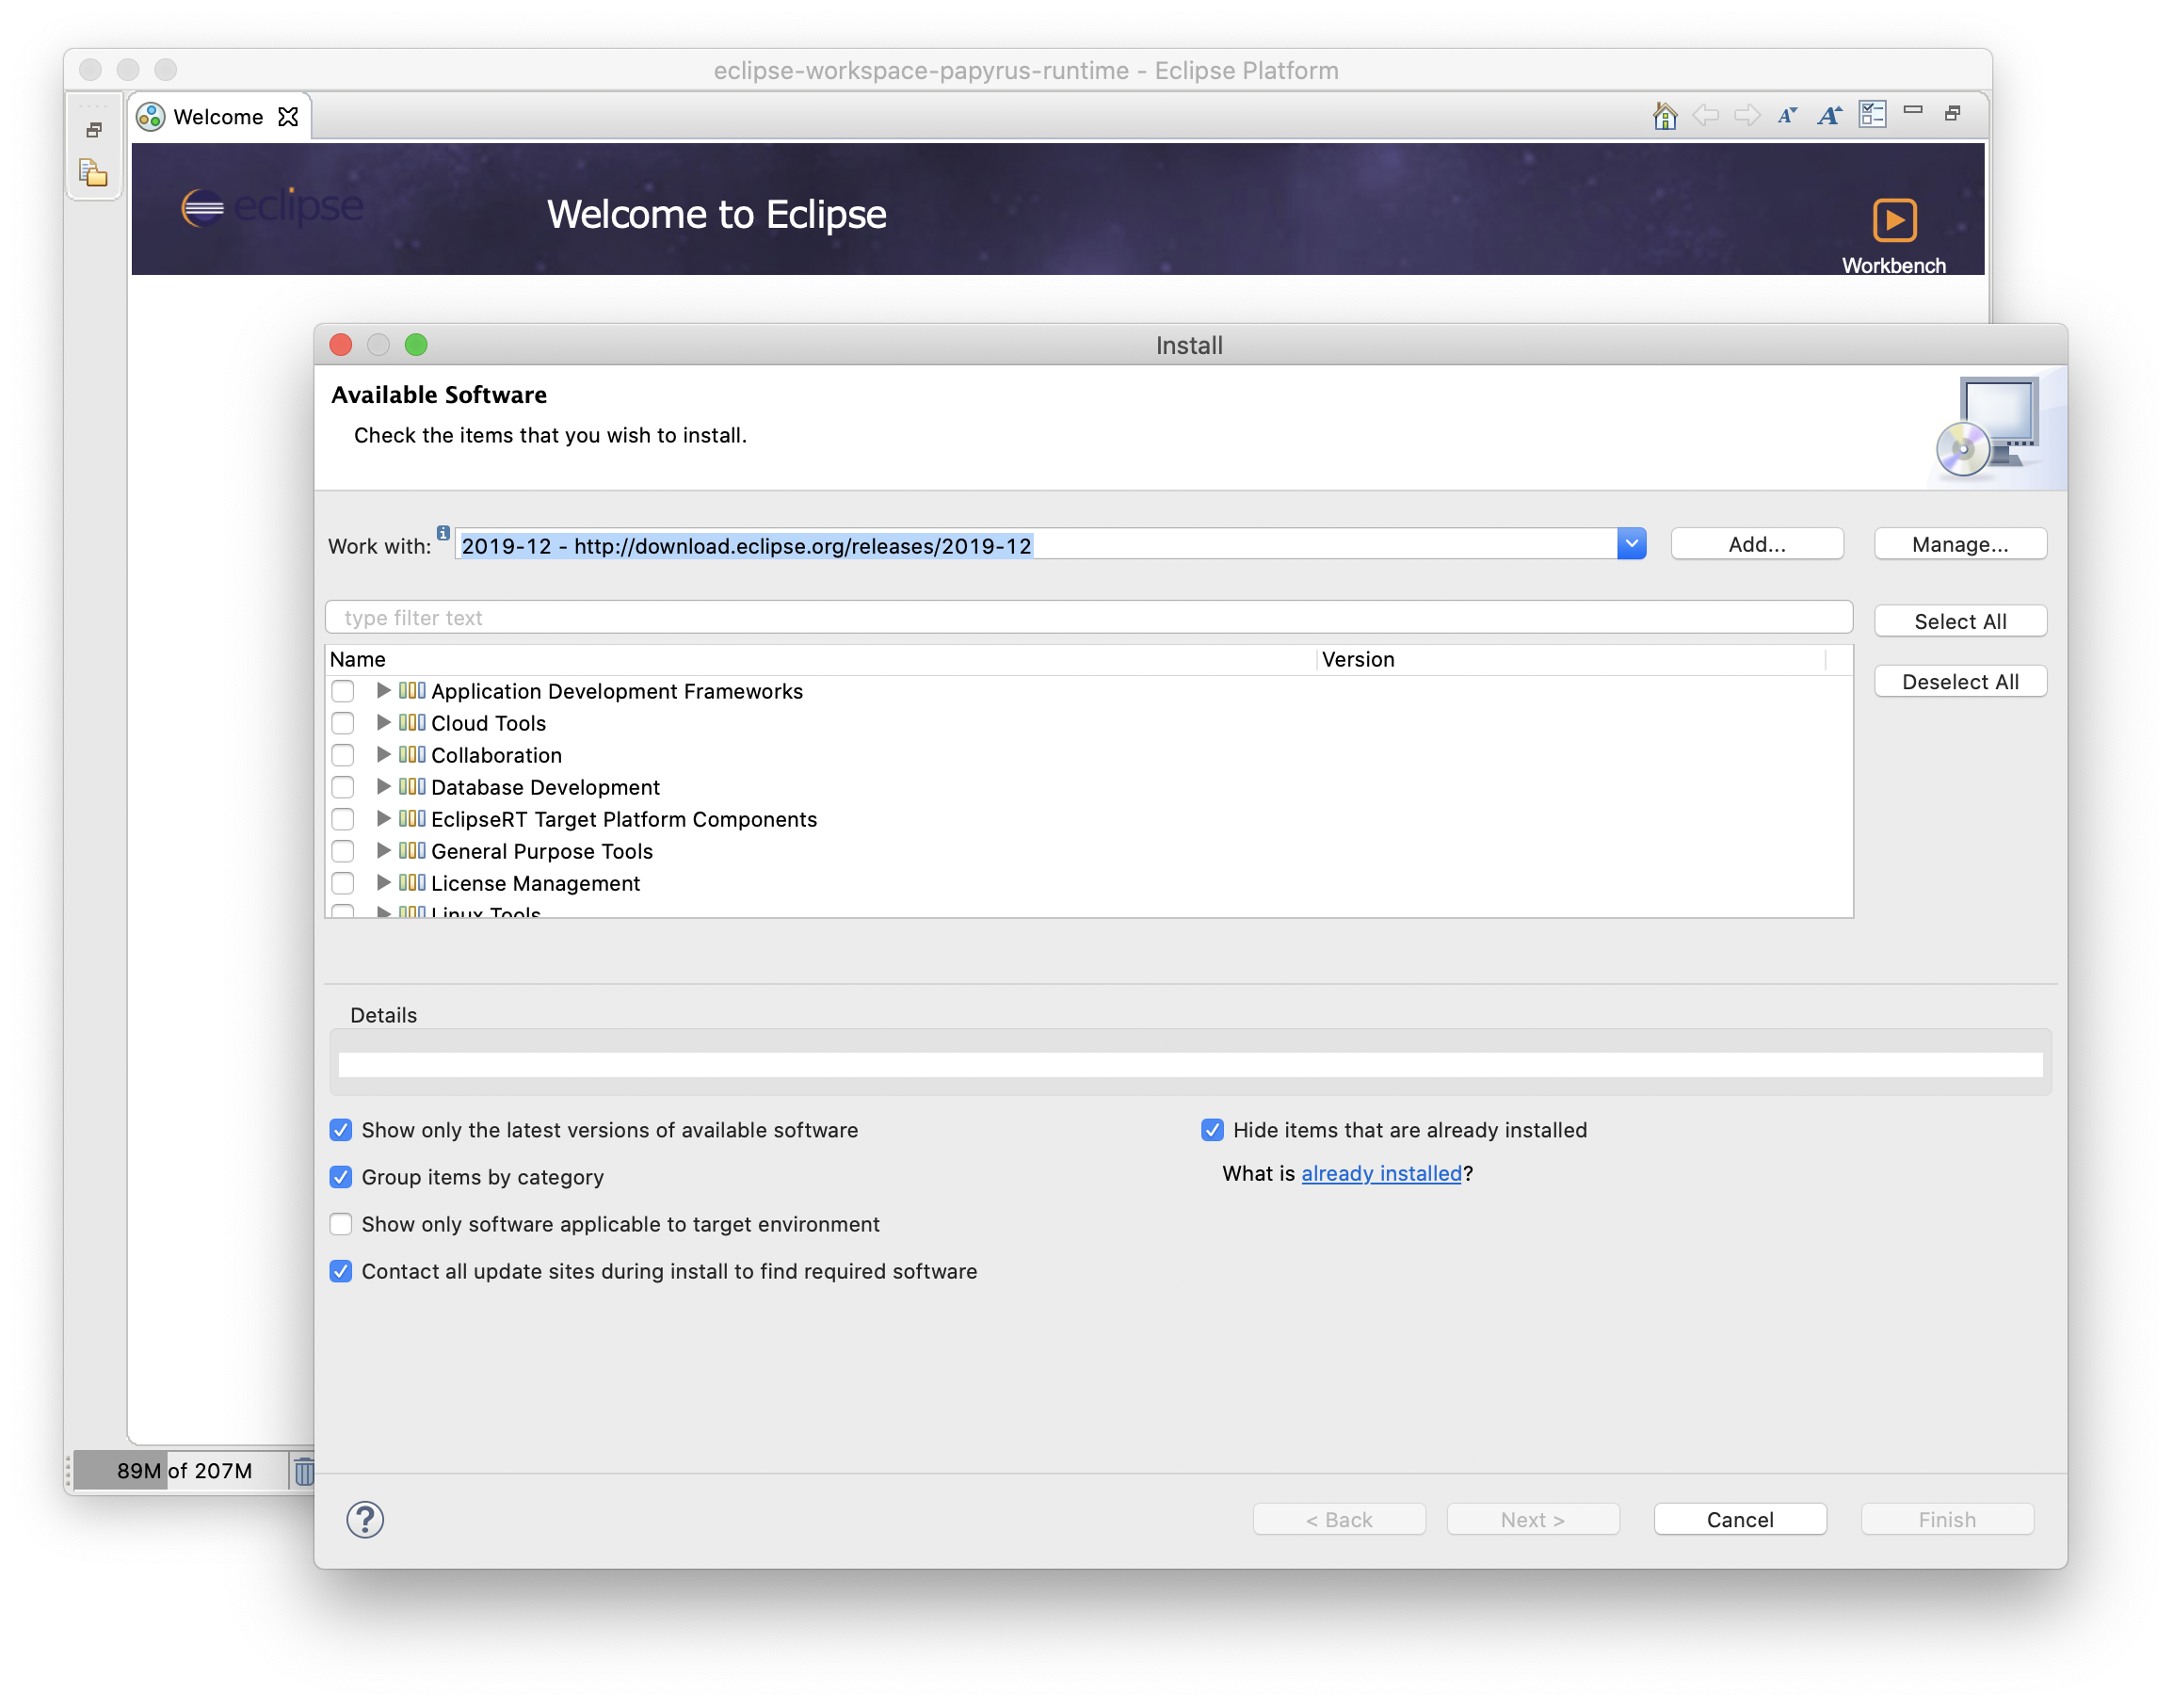 eclipse-workspace-papyrus-runtime - Eclipse Platform
Welcome
eclipse
Welcome to Eclipse
Workbench
Install
Available Software
Check the items that you wish to install.
Work with: 2019-12 - http://download.eclipse.org/releases/2019-12
Add...
Manage...
type filter text
Select All
Name Version
Deselect All
Application Development Frameworks
Cloud Tools
Collaboration
Database Development
EclipseRT Target Platform Components
General Purpose Tools
License Management
Linux Tools
Details
Show only the latest versions of available software
Hide items that are already installed
Group items by category
What is already installed?
Show only software applicable to target environment
Contact all update sites during install to find required software
89M of 207M
?
< Back
Next >
Cancel
Finish